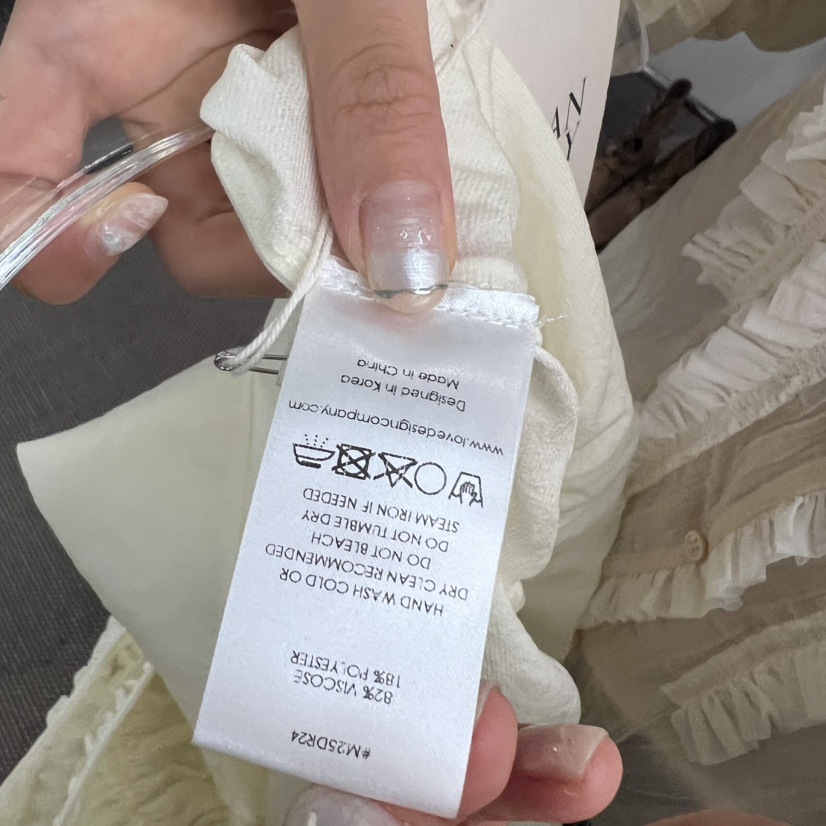 #M25DR24
82% VISCOSE
18% POLYESTER
HAND WASH COLD OR
DRY CLEAN RECOMMENDED
DO NOT BLEACH
DO NOT TUMBLE DRY
STEAM IRON IF NEEDED
www.lovedesigncompany.com
Designed in Korea
Made in China
AN
Y